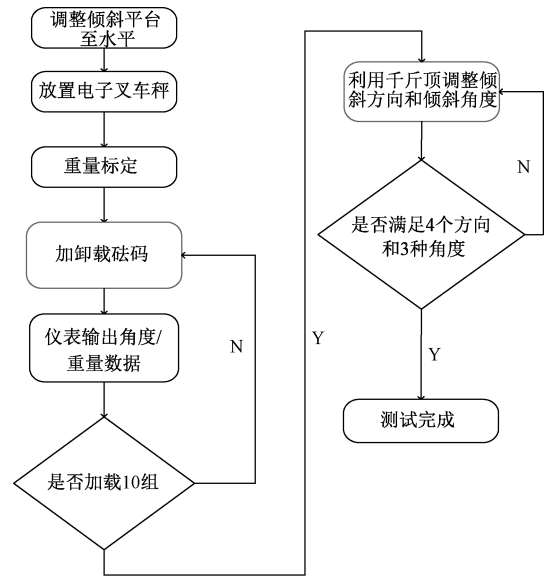 调整倾斜平台
至水平
放置电子叉车秤
重量标定
加卸载砝码
仪表输出角度/
重量数据
N
是否加载10组
Y
利用千斤顶调整倾
斜方向和倾斜角度
N
是否满足4个方向
和3种角度
Y
测试完成